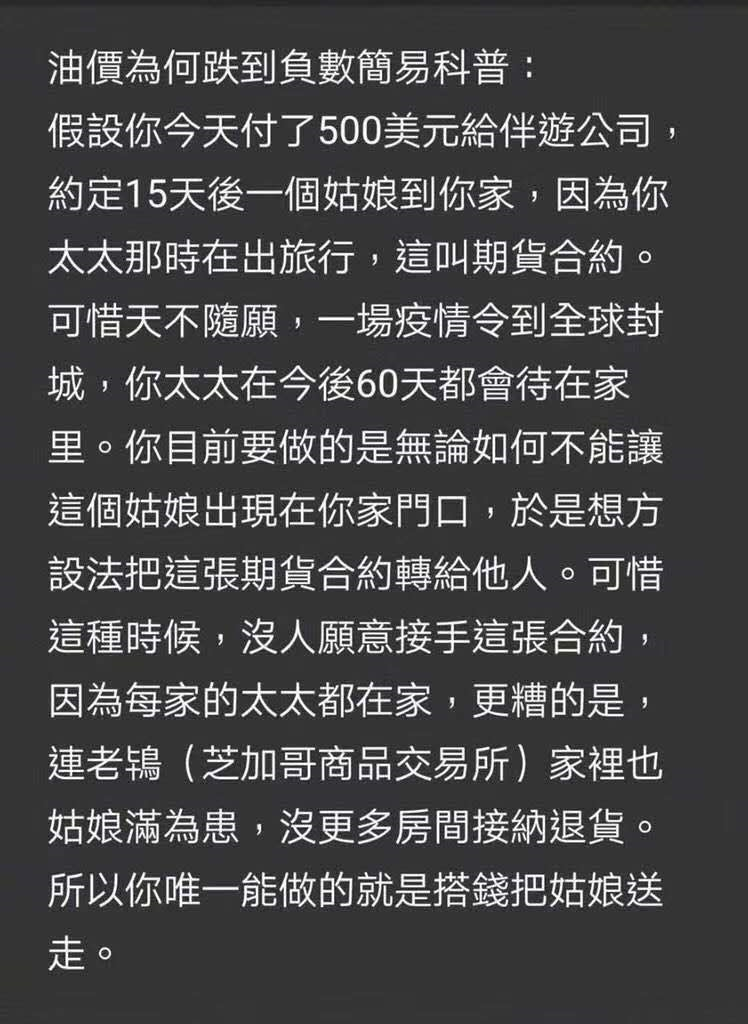 油價為何跌到負數簡易科普：
假設你今天付了500美元給伴遊公司，
約定15天後一個姑娘到你家，因為你
太太那時在出旅行，這叫期貨合約。
可惜天不隨願，一場疫情令到全球封
城，你太太在今後60天都會待在家
里。你目前要做的是無論如何不能讓
這個姑娘出現在你家門口，於是想方
設法把這張期貨合約轉給他人。可惜
這種時候，沒人願意接手這張合約，
因為每家的太太都在家，更糟的是，
連老鴇（芝加哥商品交易所）家裡也
姑娘滿為患，沒更多房間接納退貨。
所以你唯一能做的就是搭錢把姑娘送
走。